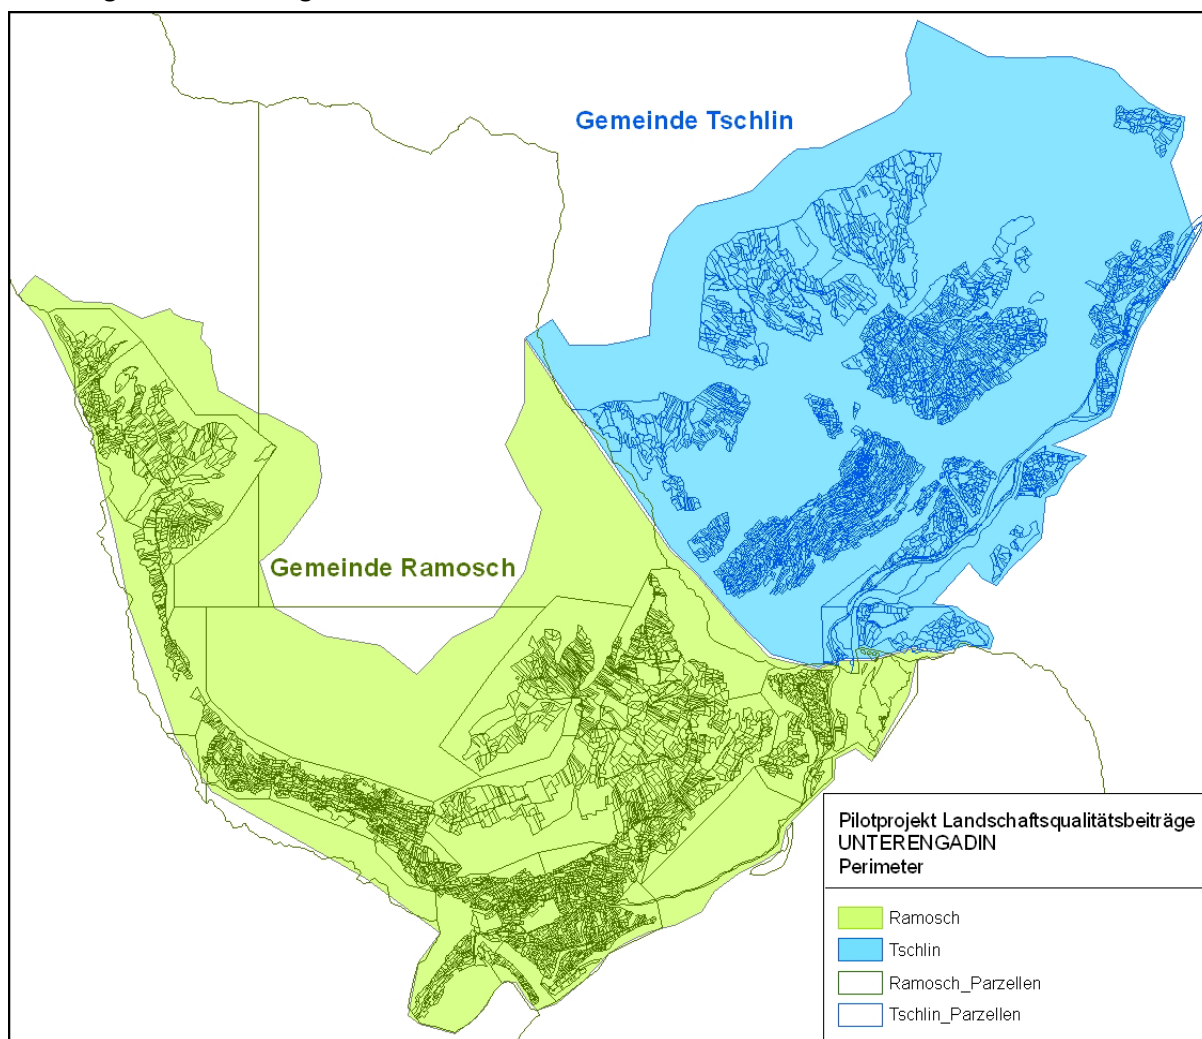 Gemeinde Tschlin
Gemeinde Ramosch
Pilotprojekt Landschaftsqualitätsbeiträge
UNTERENGADIN
Perimeter
Ramosch
Tschlin
Ramosch_Parzellen
Tschlin_Parzellen